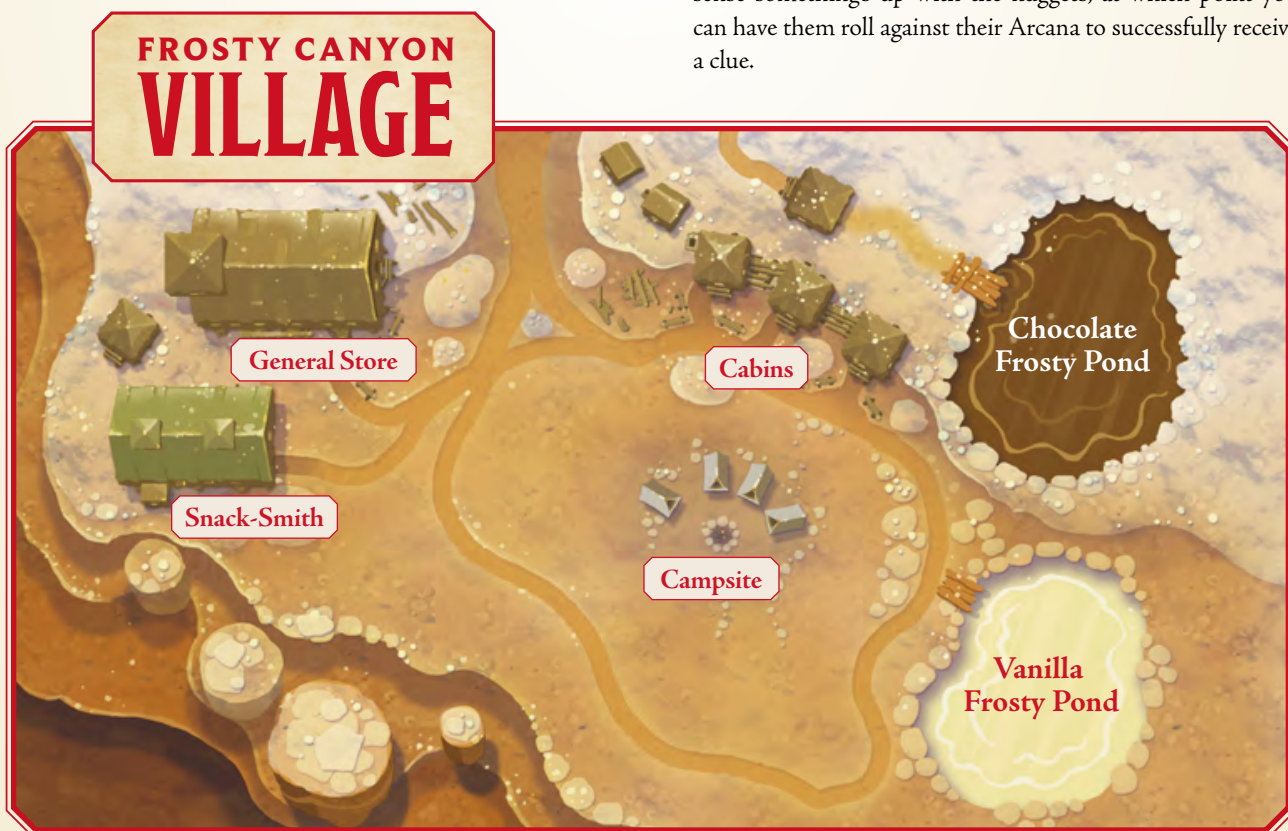 can have them roll against their Arcana to successfully
a clue.
FROSTY CANYON
VILLAGE
General Store
Cabins
Chocolate
Frosty Pond
Snack-Smith
Campsite
Vanilla
Frosty Pond